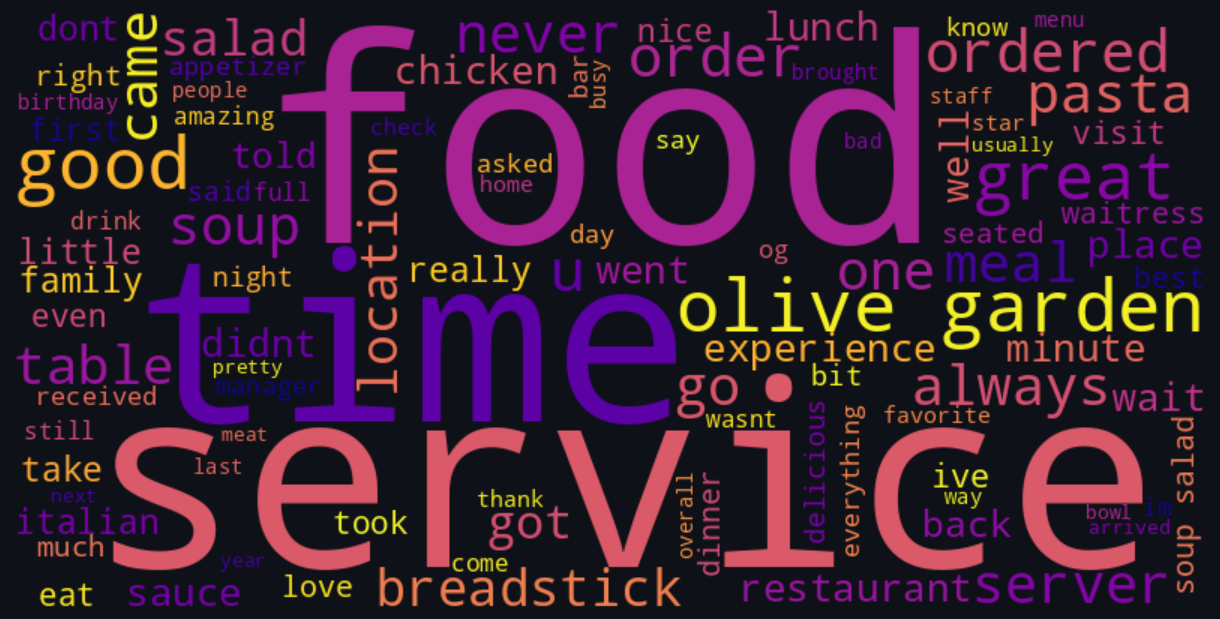 dont
came
salad
never
nice
lunch
know
menu
right
appetizer
chicken
bar
busy
order
brought
ordered
birthday
people
amazing
first
check
food
say
bad
staff
pasta
star
well
usually
visit
good
told
asked
home
great
said
full
location
drink
soup
day
og
seated
waitress
place
little
family
night
really
u
went
one
meal
best
even
time
olive garden
didnt
experience
minute
table
pretty
manager
go
bit
always
wait
received
wasnt
favorite
still
meat
service
delicious
everything
soup salad
take
last
next
thank
overall
dinner
ive
way
italian
took
got
back
bowl
im
arrived
much
year
come
eat
sauce
love
breadstick
restaurant
server